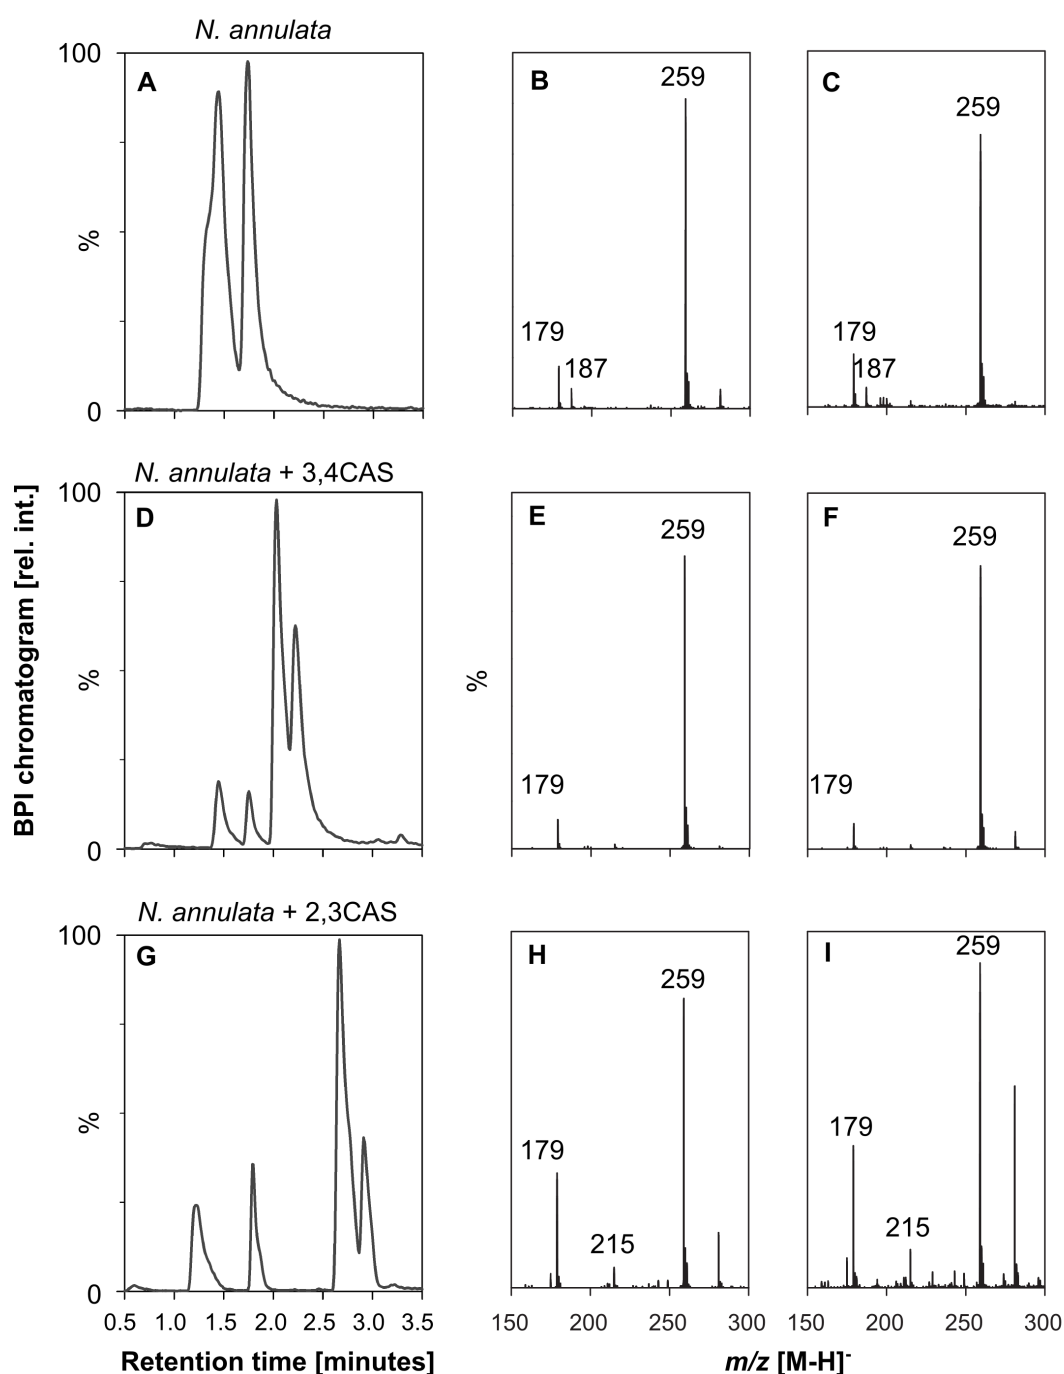 N. annulata
100
A
%
0
B
259
179
187
C
259
179
187
N. annulata + 3,4CAS
100
D
%
0
E
259
179
F
259
179
N. annulata + 2,3CAS
100
G
%
0
0.5 1.0 1.5 2.0 2.5 3.0 3.5
Retention time [minutes]
BPI chromatogram [rel. int.]
%
H
259
179
215
150 200 250 300
I
259
179
215
150 200 250 300
m/z [M-H]-